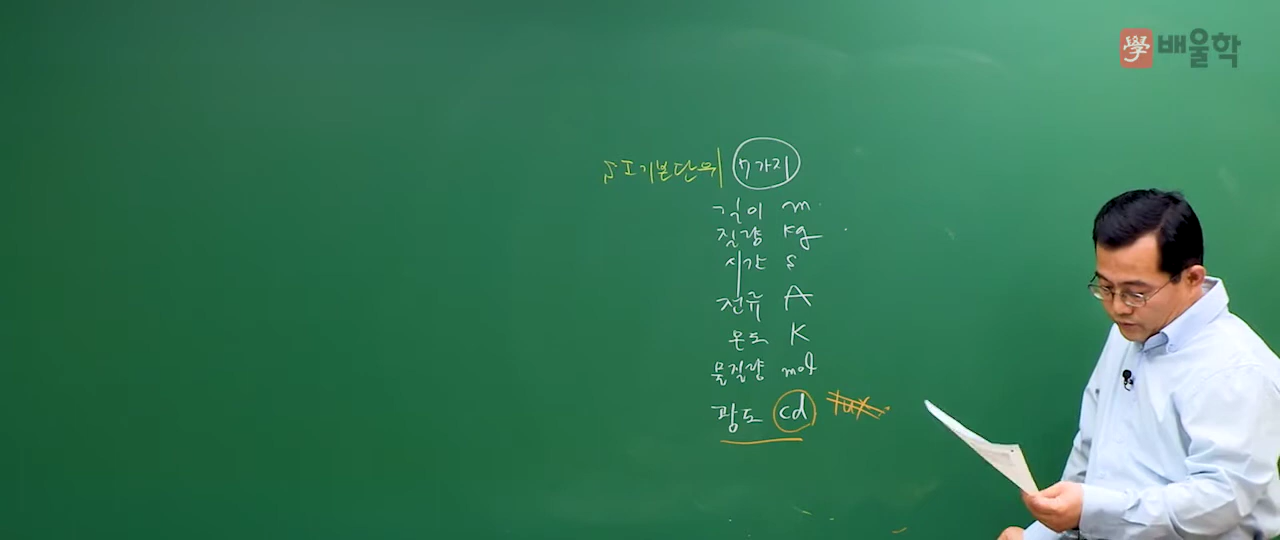 學 배울학
SI 기본단위 7가지
길이 m
질량 kg
시간 s
전류 A
온도 K
물질량 mol
광도 cd lux